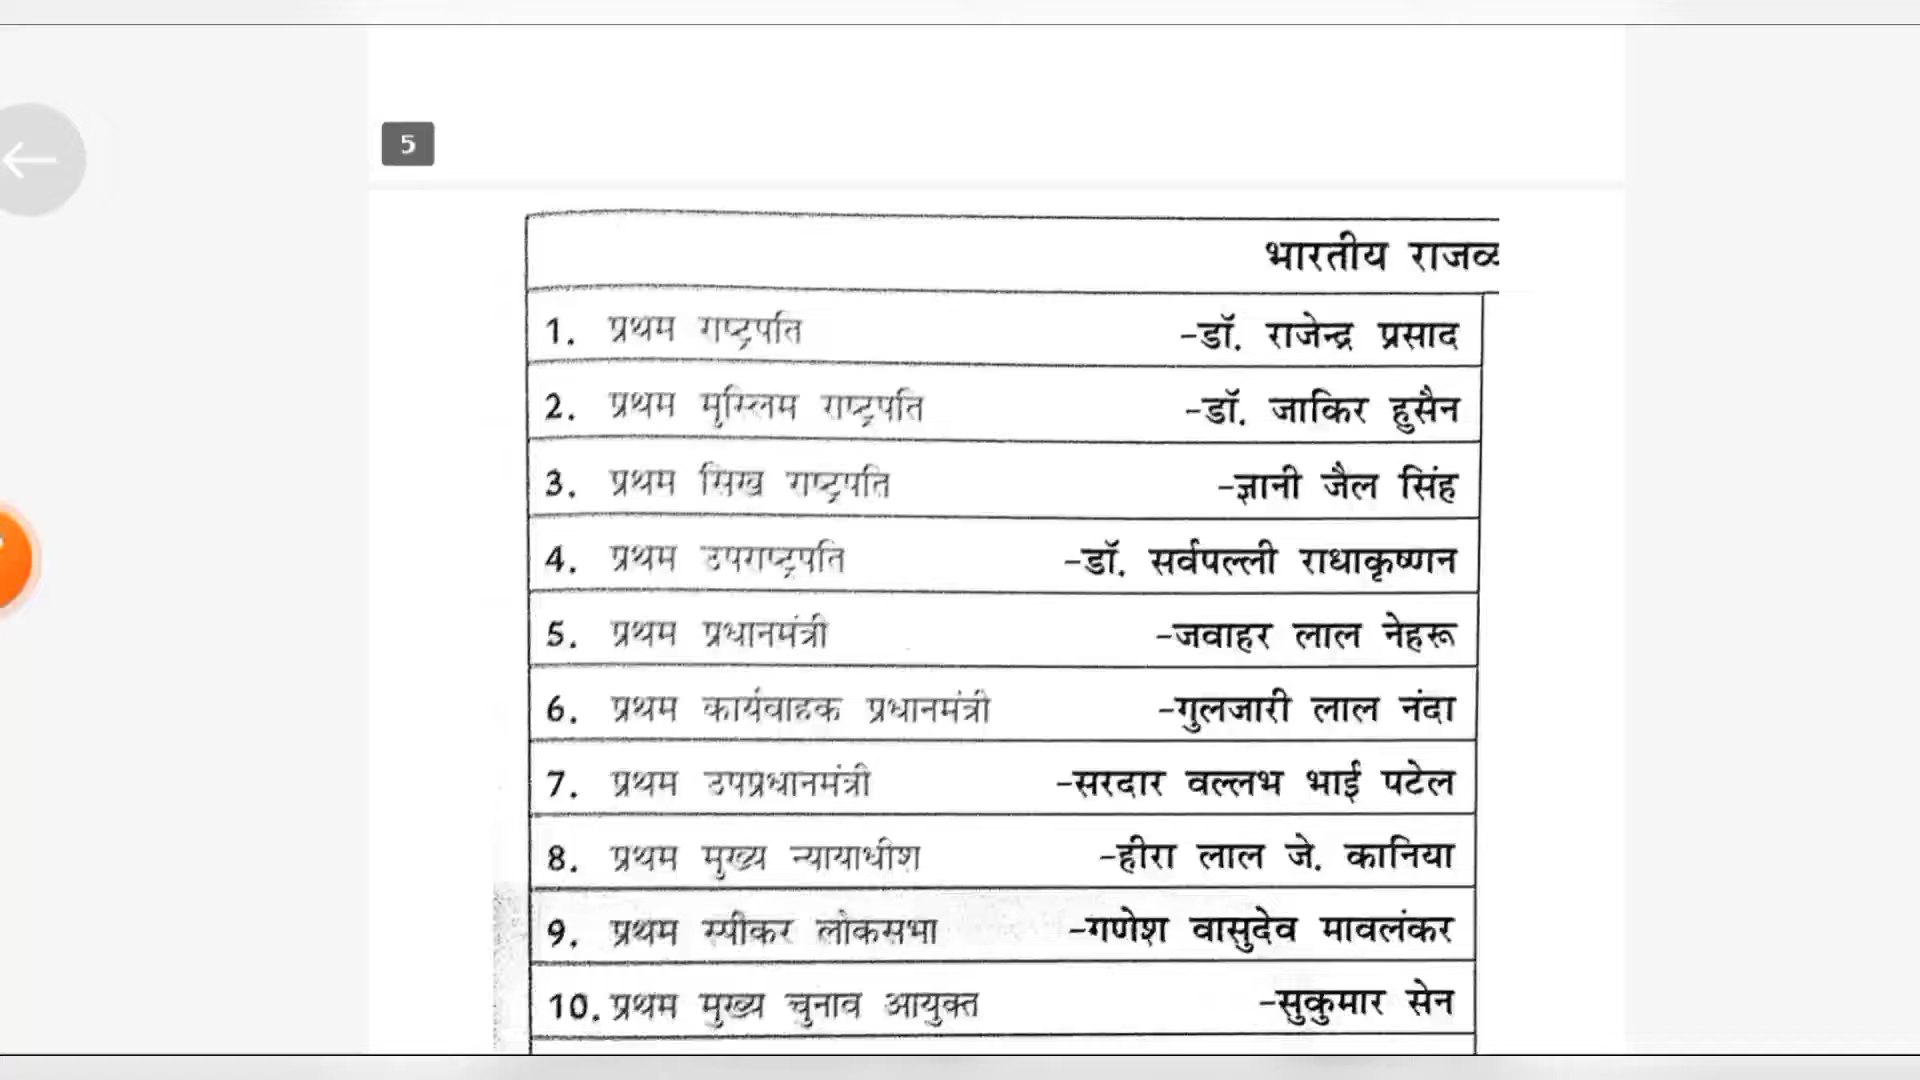 5
भारतीय
1. प्रथम राष्ट्रपति -डॉ. राजेन्द्र प्रसाद
2. प्रथम मुस्लिम राष्ट्रपति -डॉ. जाकिर हुसैन
3. प्रथम सिख राष्ट्रपति -ज्ञानी जैल सिंह
4. प्रथम उपराष्ट्रपति -डॉ. सर्वपल्ली राधाकृष्णन
5. प्रथम प्रधानमंत्री -जवाहर लाल नेहरू
6. प्रथम कार्यवाहक प्रधानमंत्री -गुलजारी लाल नंदा
7. प्रथम उपप्रधानमंत्री -सरदार वल्लभ भाई पटेल
8. प्रथम मुख्य न्यायाधीश -हीरा लाल जे. कानिया
9. प्रथम स्पीकर लोकसभा -गणेश वासुदेव मावलंकर
10. प्रथम मुख्य चुनाव आयुक्त -सुकुमार सेन